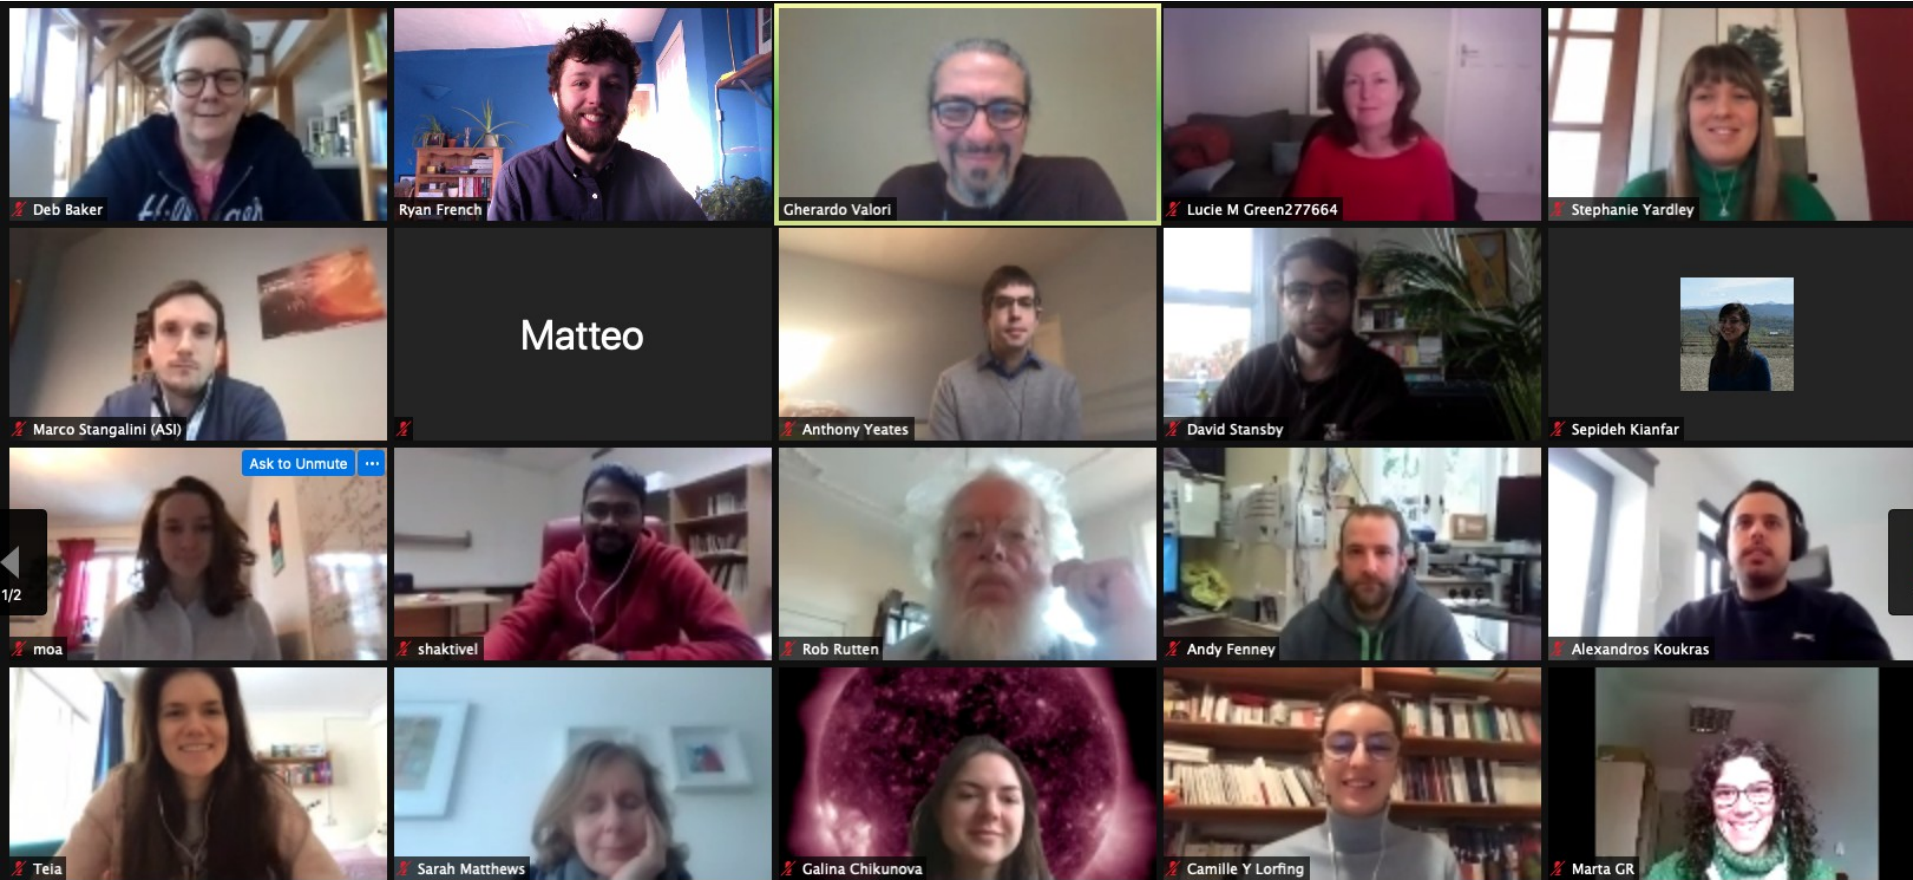 Deb Baker
Ryan French
Gherardo Valori
Lucie M Green277664
Stephanie Yardley
Marco Stangalini (ASI)
Matteo
Anthony Yeates
David Stansby
Sepideh Kianfar
Ask to Unmute
1/2
moa
shaktivel
Rob Rutten
Andy Fenney
Alexandros Koukras
Teia
Sarah Matthews
Galina Chikunova
Camille Y Lorfing
Marta GR